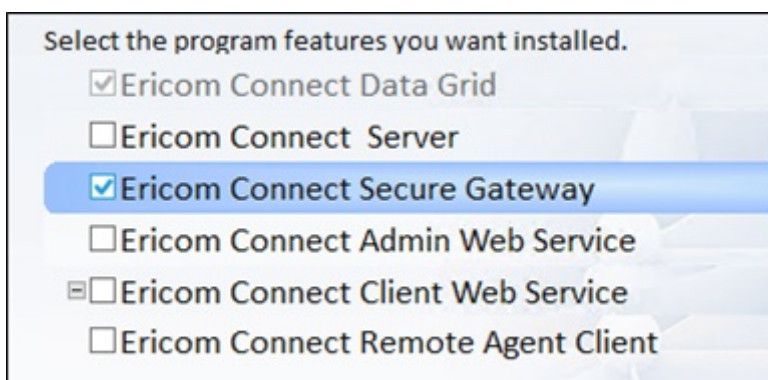 Select the program features you want installed.
Ericom Connect Data Grid
Ericom Connect Server
Ericom Connect Secure Gateway
Ericom Connect Admin Web Service
Ericom Connect Client Web Service
Ericom Connect Remote Agent Client